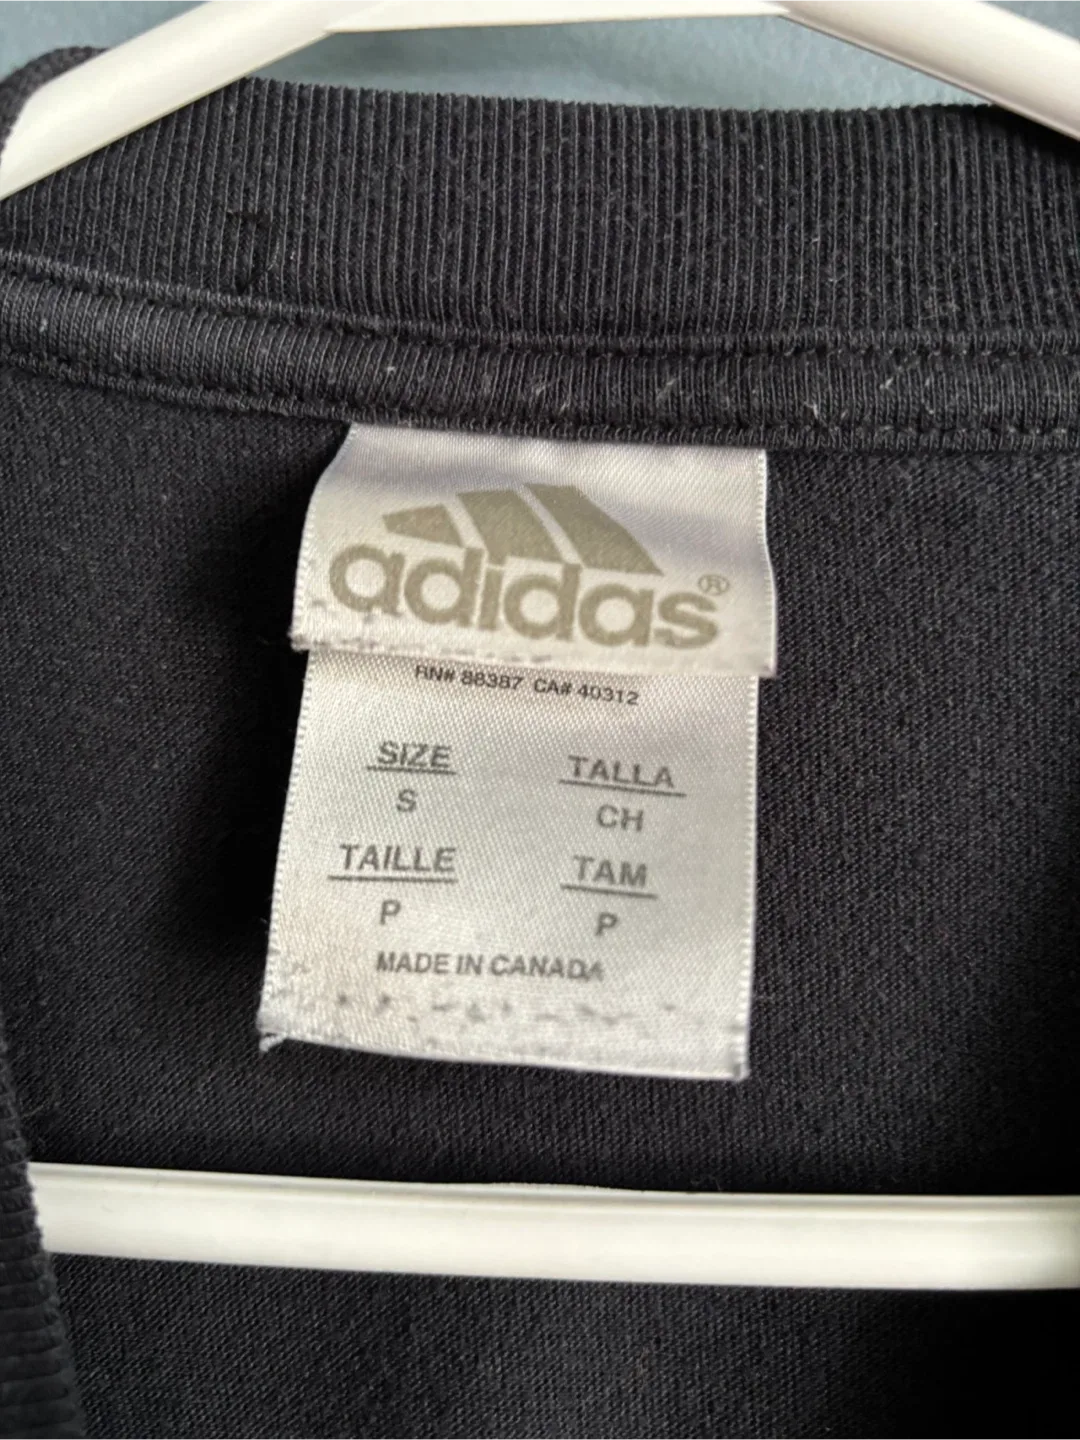 adidas®
RN# 88387 CA# 40312
SIZE TALLA
S CH
TAILLE TAM
P P
MADE IN CANADA